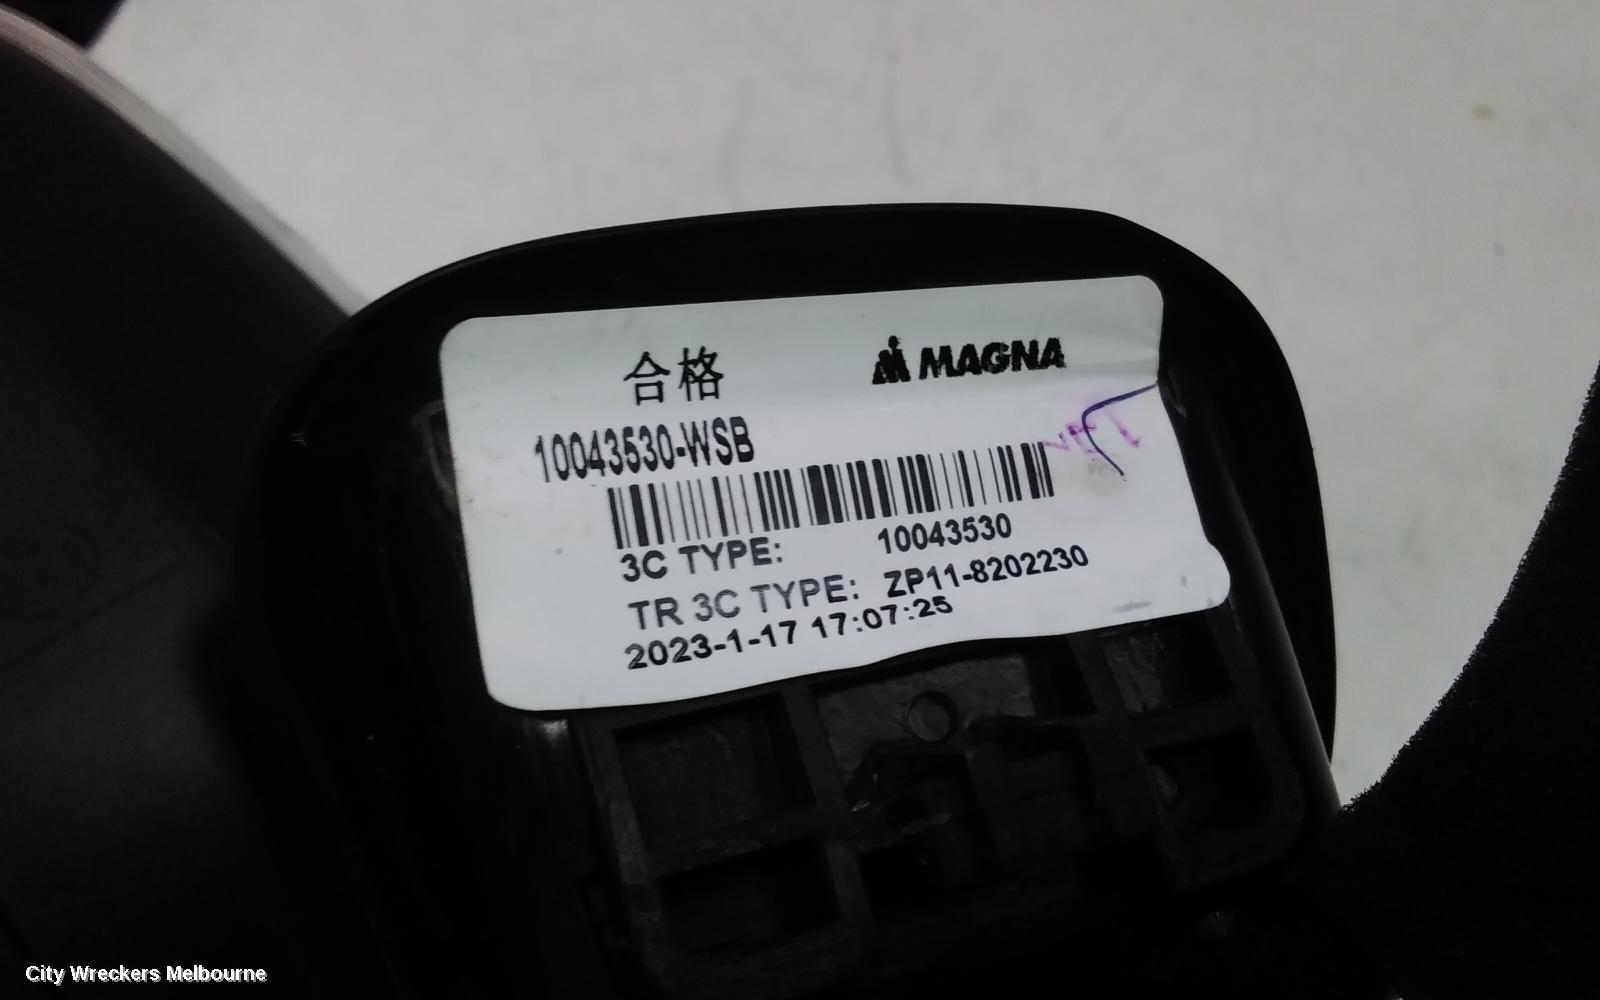 合格 MAGNA
10043530-WSB
3C TYPE: 10043530
TR 3C TYPE: ZP11-8202230
2023-1-17 17:07:25
City Wreckers Melbourne